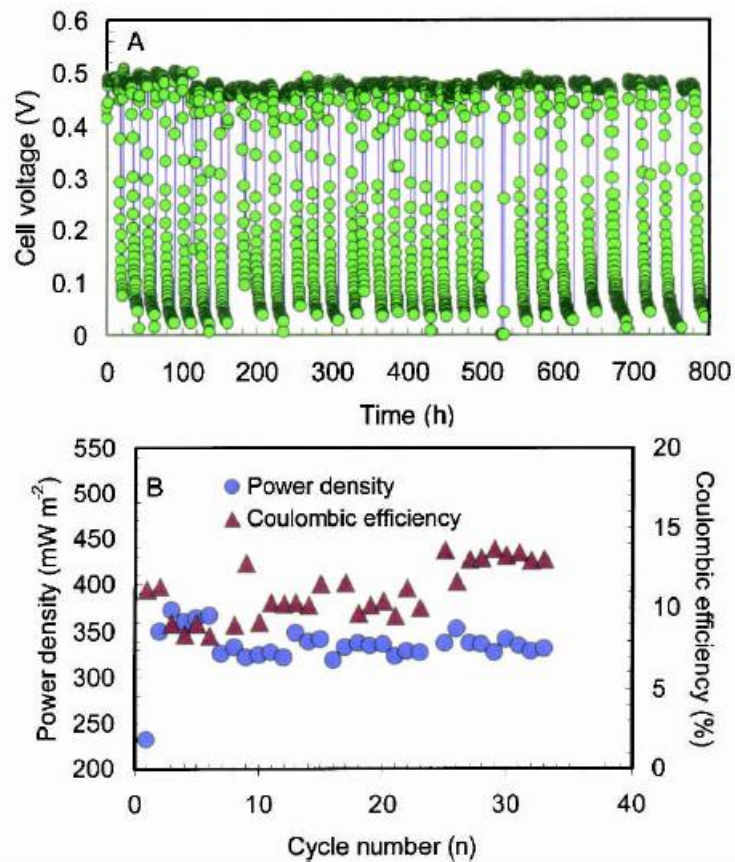 A
0.6
0.5
0.4
0.3
0.2
0.1
0
Cell voltage (V)
0 100 200 300 400 500 600 700 800
Time (h)
B
Power density
Coulombic efficiency
550
500
450
400
350
300
250
200
Power density (mW m⁻²)
20
15
10
5
0
Coulombic efficiency (%)
0 10 20 30 40
Cycle number (n)